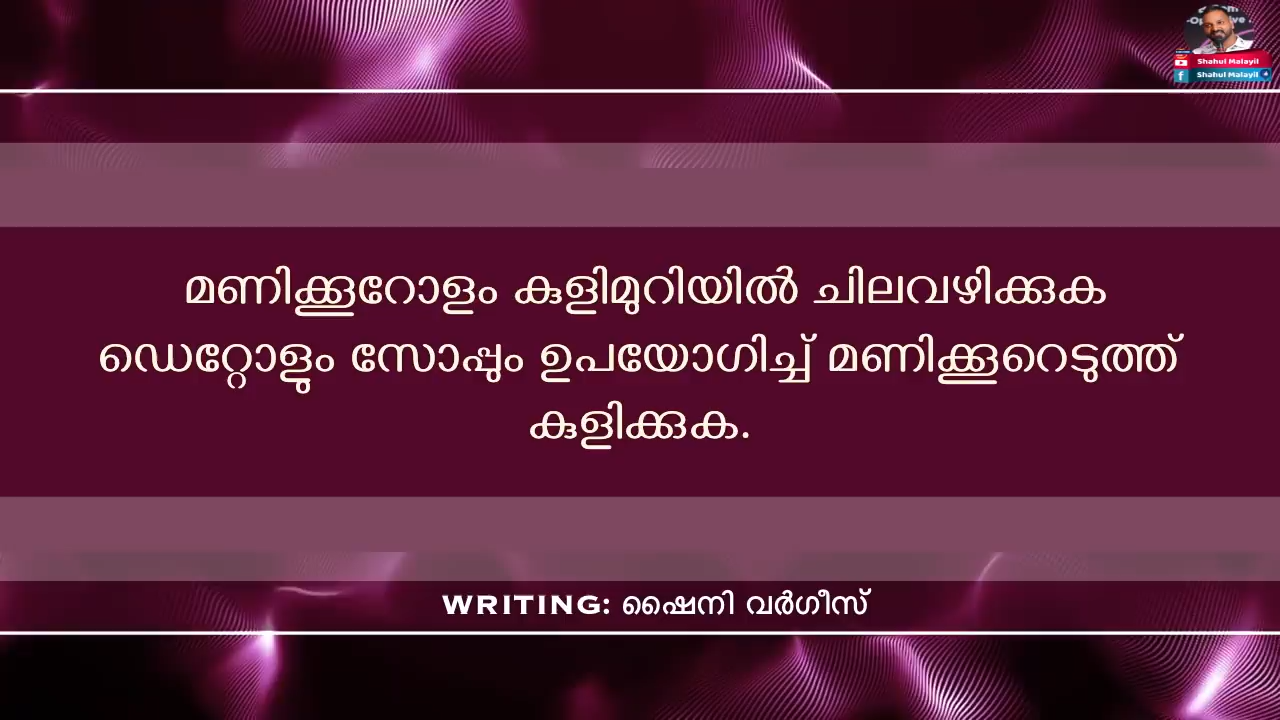 Shahul Malayil
Shahul Malayil
മണിക്കൂറോളം കുളിമുറിയിൽ ചിലവഴിക്കുക
ഡെറ്റോളും സോപ്പും ഉപയോഗിച്ച് മണിക്കൂറെടുത്ത്
കുളിക്കുക.
WRITING: ഷൈനി വർഗീസ്